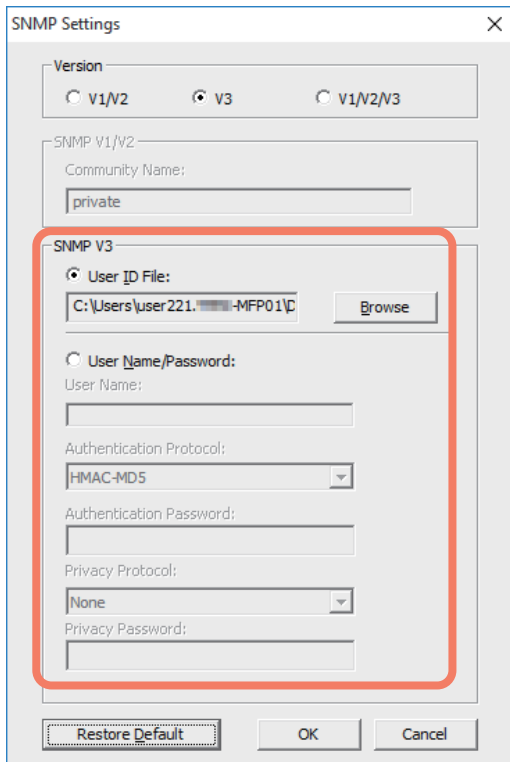 SNMP Settings
Version
V1/V2 V3 V1/V2/V3
SNMP V1/V2
Community Name:
private
SNMP V3
User ID File:
C:\Users\user221. -MFP01\D Browse
User Name/Password:
User Name:
Authentication Protocol:
HMAC-MD5
Authentication Password:
Privacy Protocol:
None
Privacy Password:
Restore Default OK Cancel